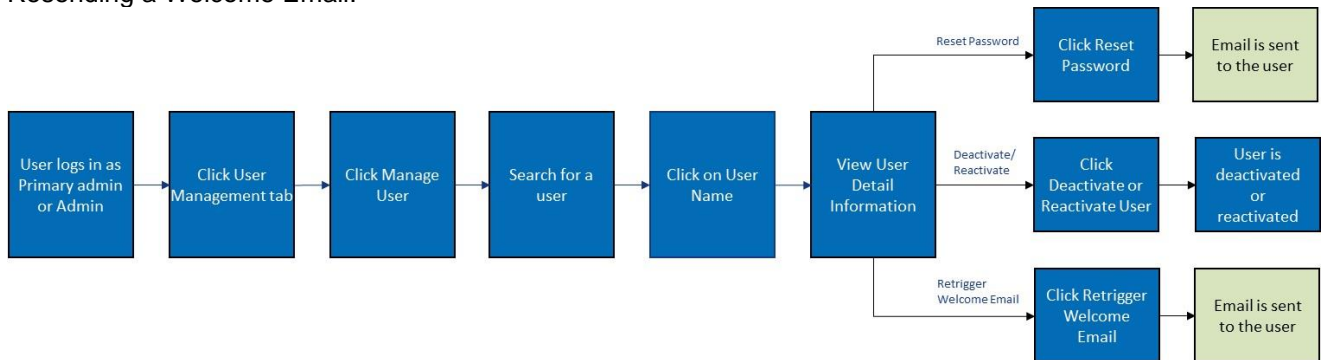 Resending a Welcome Email.
Reset Password
Click Reset
Password
Email is sent
to the user
User logs in as
Primary admin
or Admin
Click User
Management tab
Click Manage
User
Search for a
user
Click on User
Name
View User
Detail
Information
Deactivate/
Reactivate
Click
Deactivate or
Reactivate User
User is
deactivated
or
reactivated
Retrigger
Welcome Email
Click Retrigger
Welcome
Email
Email is sent
to the user